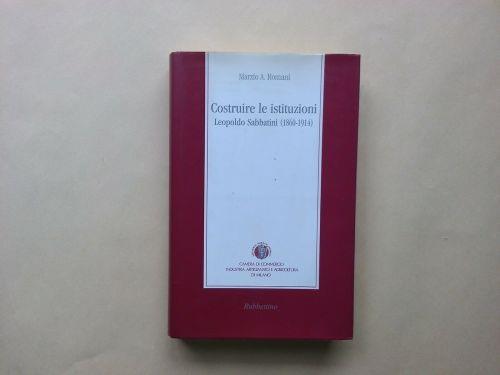 Marzio A. Romani
Costruire le istituzioni
Leopoldo Sabbatini (1860-1914)
CAMERA DI COMMERCIO
INDUSTRIA ARTIGIANATO E AGRICOLTURA
DI MILANO
Rubbettino